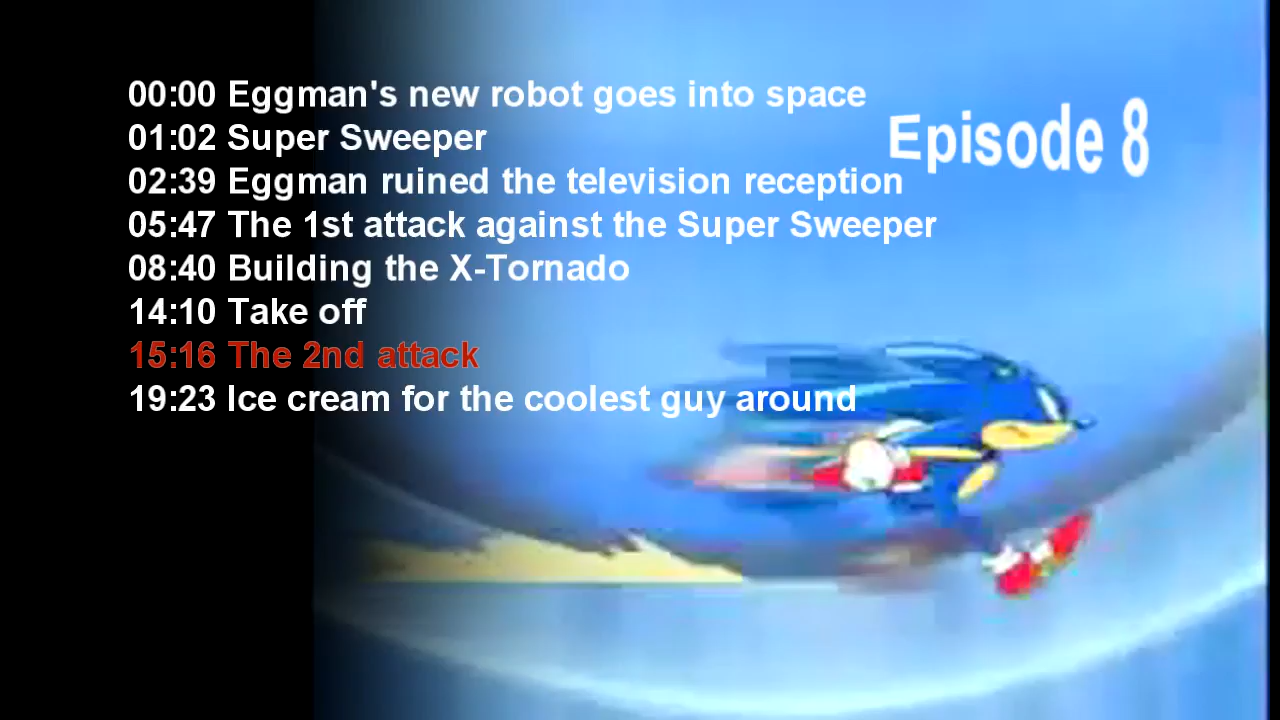 00:00 Eggman's new robot goes into space
01:02 Super Sweeper
Episode 8
02:39 Eggman ruined the television reception
05:47 The 1st attack against the Super Sweeper
08:40 Building the X-Tornado
14:10 Take off
15:16 The 2nd attack
19:23 Ice cream for the coolest guy around